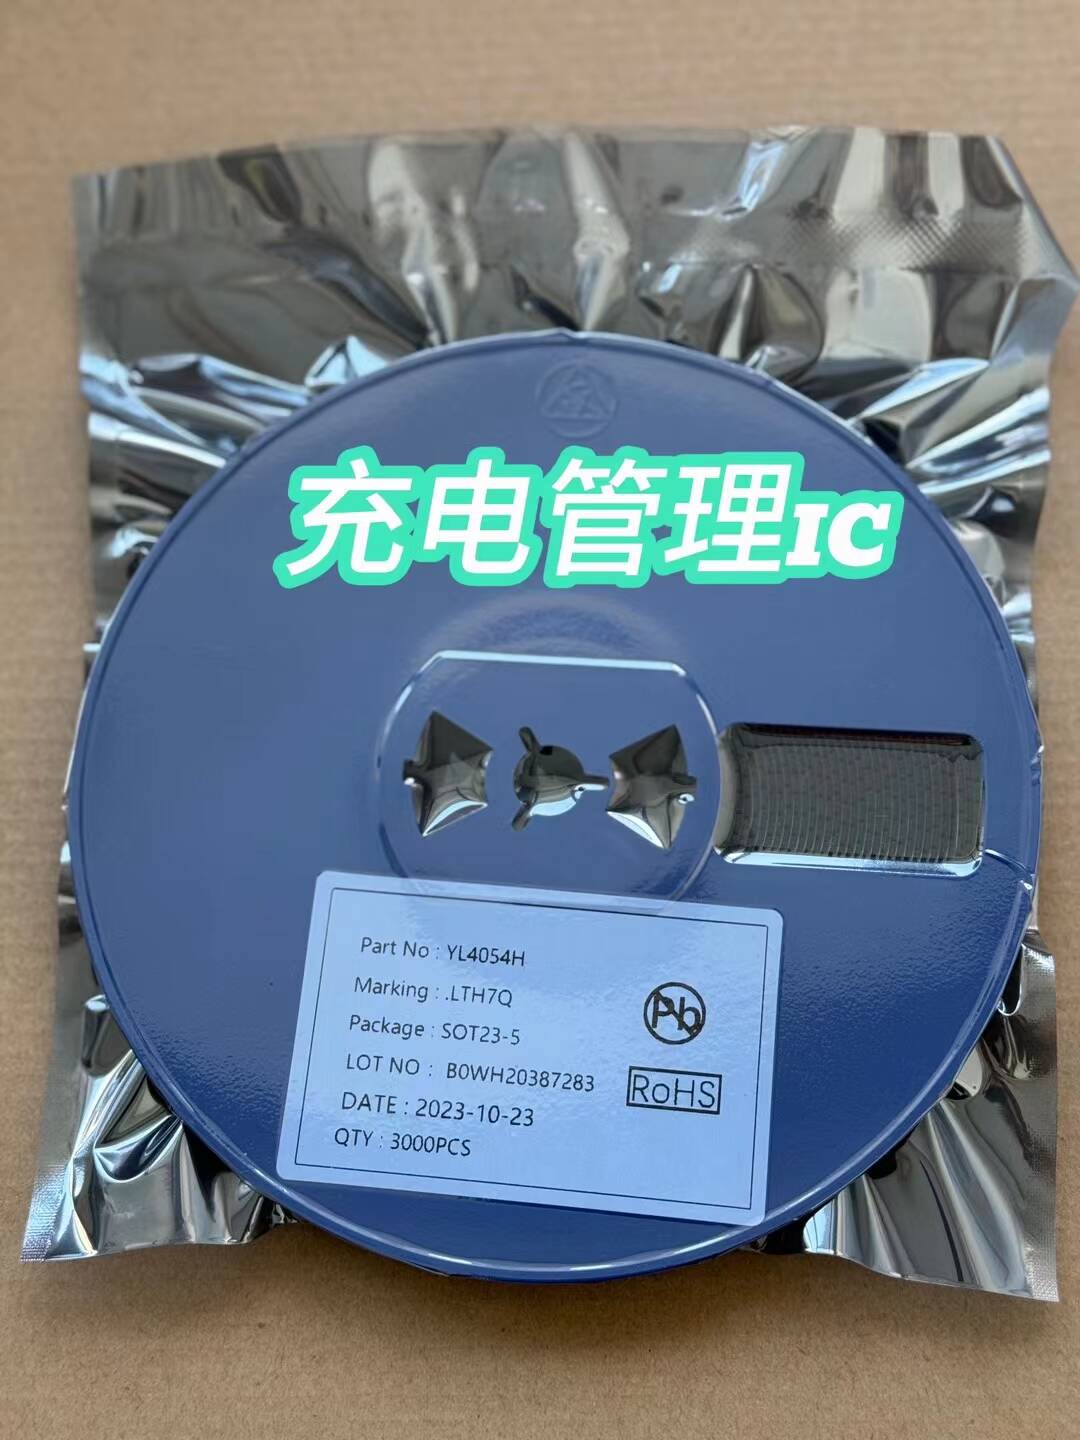 充电管理IC
Part No : YL4054H
Marking : .LTH7Q
Package : SOT23-5
LOT NO : B0WH20387283
DATE : 2023-10-23
QTY : 3000PCS
Pb
RoHS